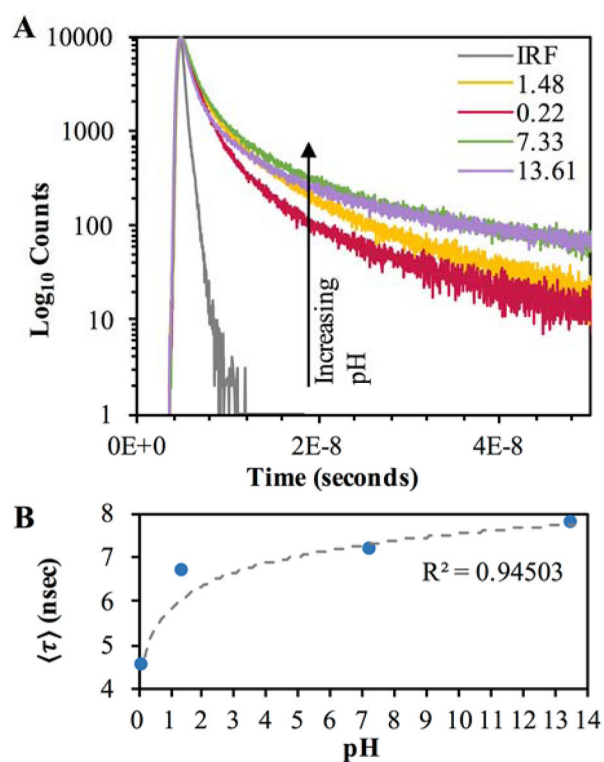 A
10000
1000
100
10
1
Log10 Counts
IRF
1.48
0.22
7.33
13.61
Increasing
pH
0E+0
2E-8
4E-8
Time (seconds)
B
8
7
6
5
4
⟨τ⟩ (nsec)
R² = 0.94503
0 1 2 3 4 5 6 7 8 9 10 11 12 13 14
pH